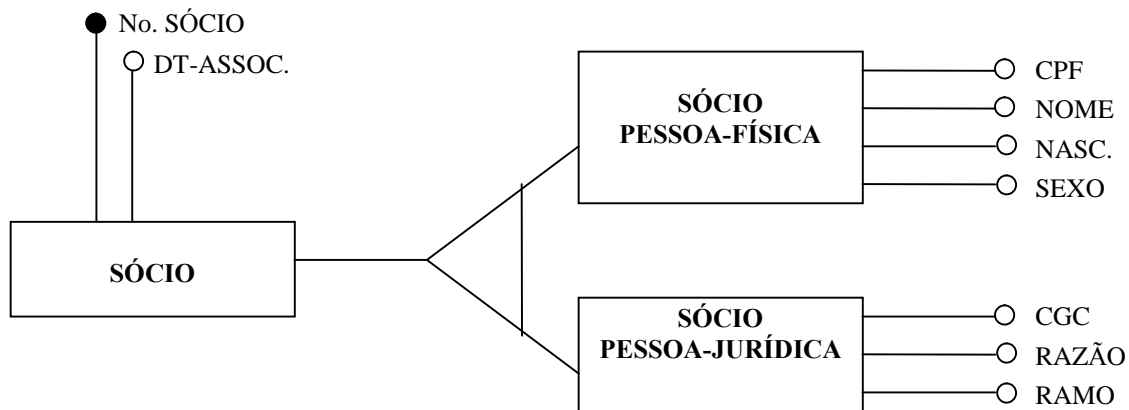 No. SÓCIO
DT-ASSOC.
SÓCIO
SÓCIO
PESSOA-FÍSICA
CPF
NOME
NASC.
SEXO
SÓCIO
PESSOA-JURÍDICA
CGC
RAZÃO
RAMO